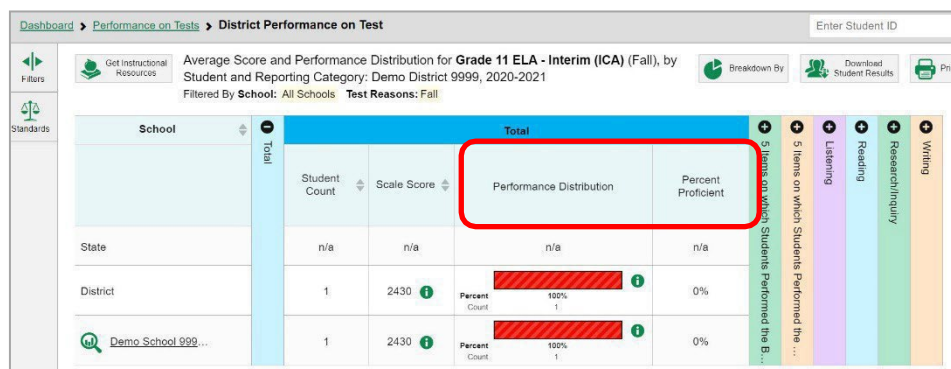 Dashboard > Performance on Tests > District Performance on Test
Enter Student ID
Filters
Standards
Get Instructional
Resources
Average Score and Performance Distribution for Grade 11 ELA - Interim (ICA) (Fall), by
Student and Reporting Category: Demo District 9999, 2020-2021
Filtered By School: All Schools Test Reasons: Fall
Breakdown By
Download
Student Results
Pri
School
Total
Total
Student
Count
Scale Score
Performance Distribution
Percent
Proficient
5 Items on which Students Performed the B...
5 Items on which Students Performed the ...
Listening
Reading
Research/Inquiry
Writing
State n/a n/a n/a n/a
District 1 2430 0%
Percent 100%
Count 1
Demo School 999... 1 2430 0%
Percent 100%
Count 1